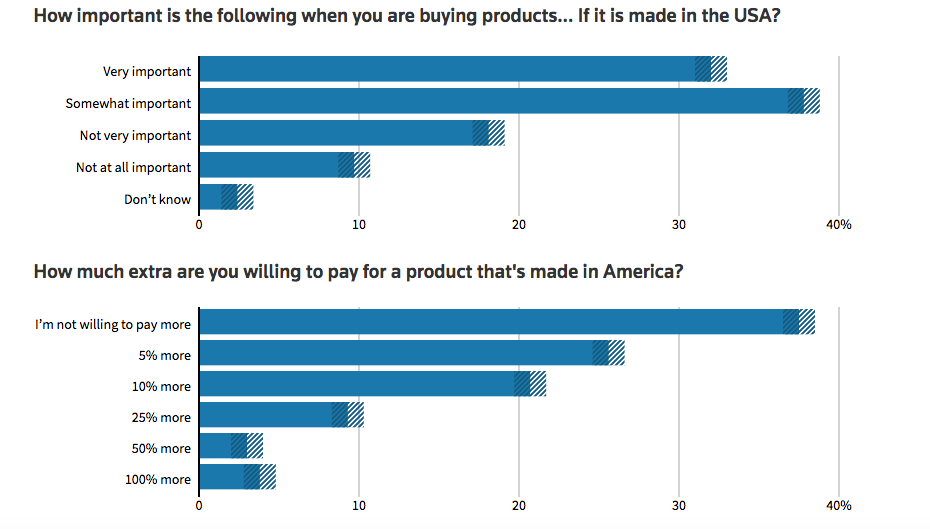 How important is the following when you are buying products... If it is made in the USA?
Very important
Somewhat important
Not very important
Not at all important
Don’t know
0 10 20 30 40%
How much extra are you willing to pay for a product that's made in America?
I’m not willing to pay more
5% more
10% more
25% more
50% more
100% more
0 10 20 30 40%